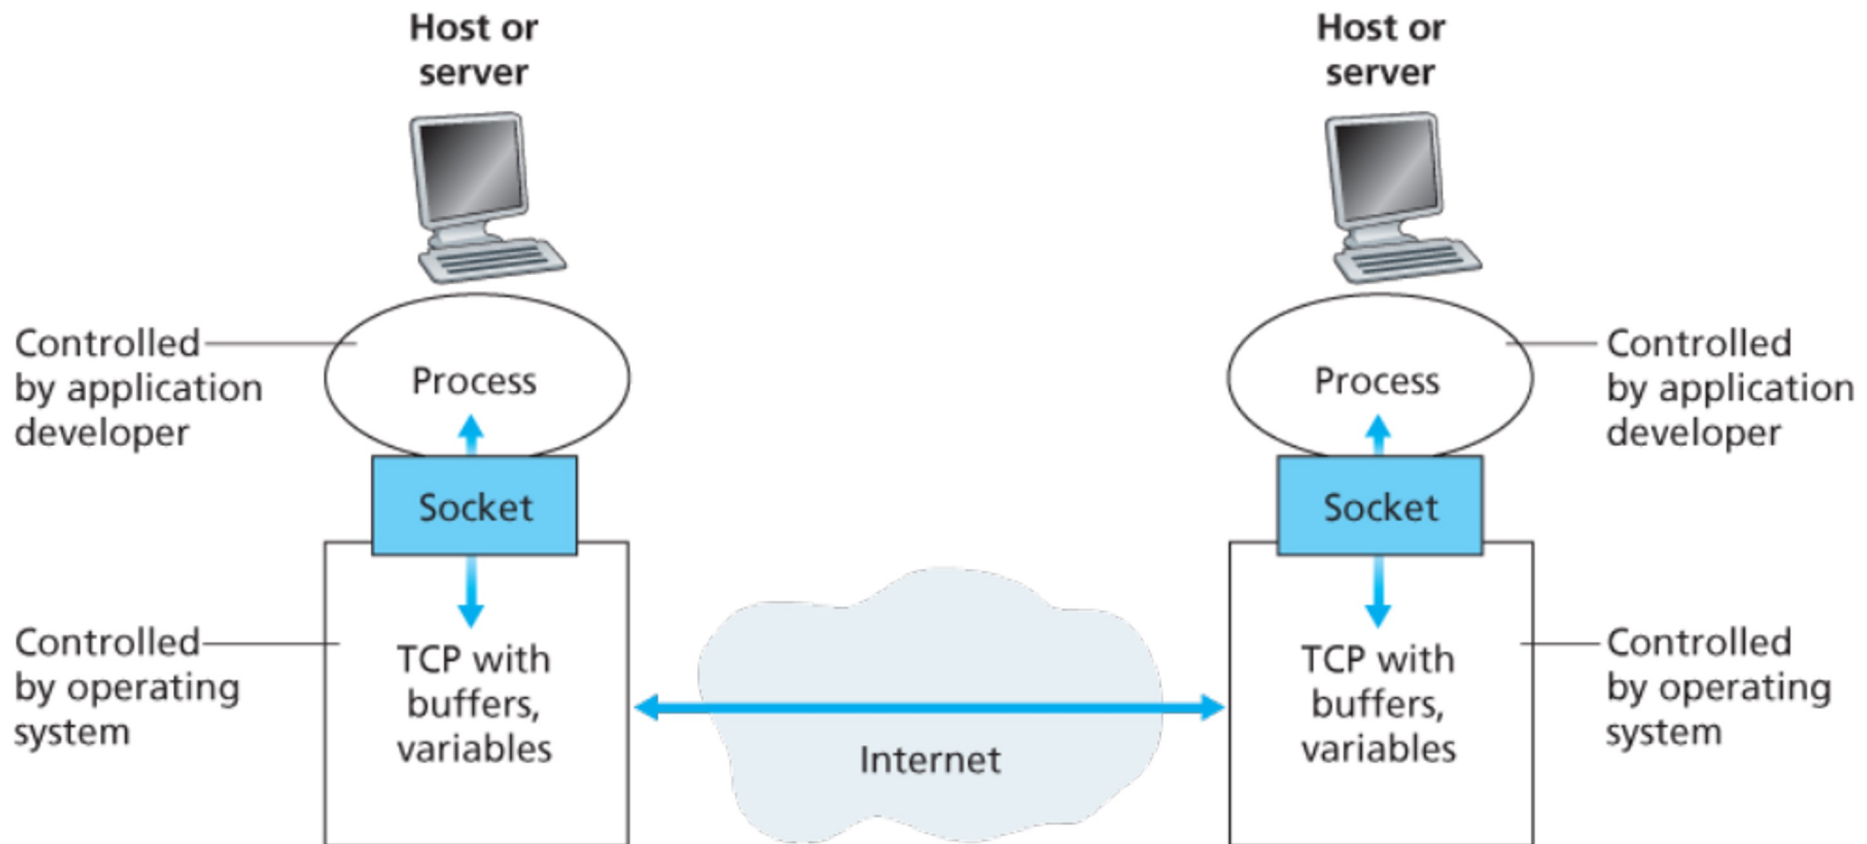 Host or
server
Host or
server
Controlled
by application
developer
Process
Process
Controlled
by application
developer
Socket
Socket
Controlled
by operating
system
TCP with
buffers,
variables
Internet
TCP with
buffers,
variables
Controlled
by operating
system